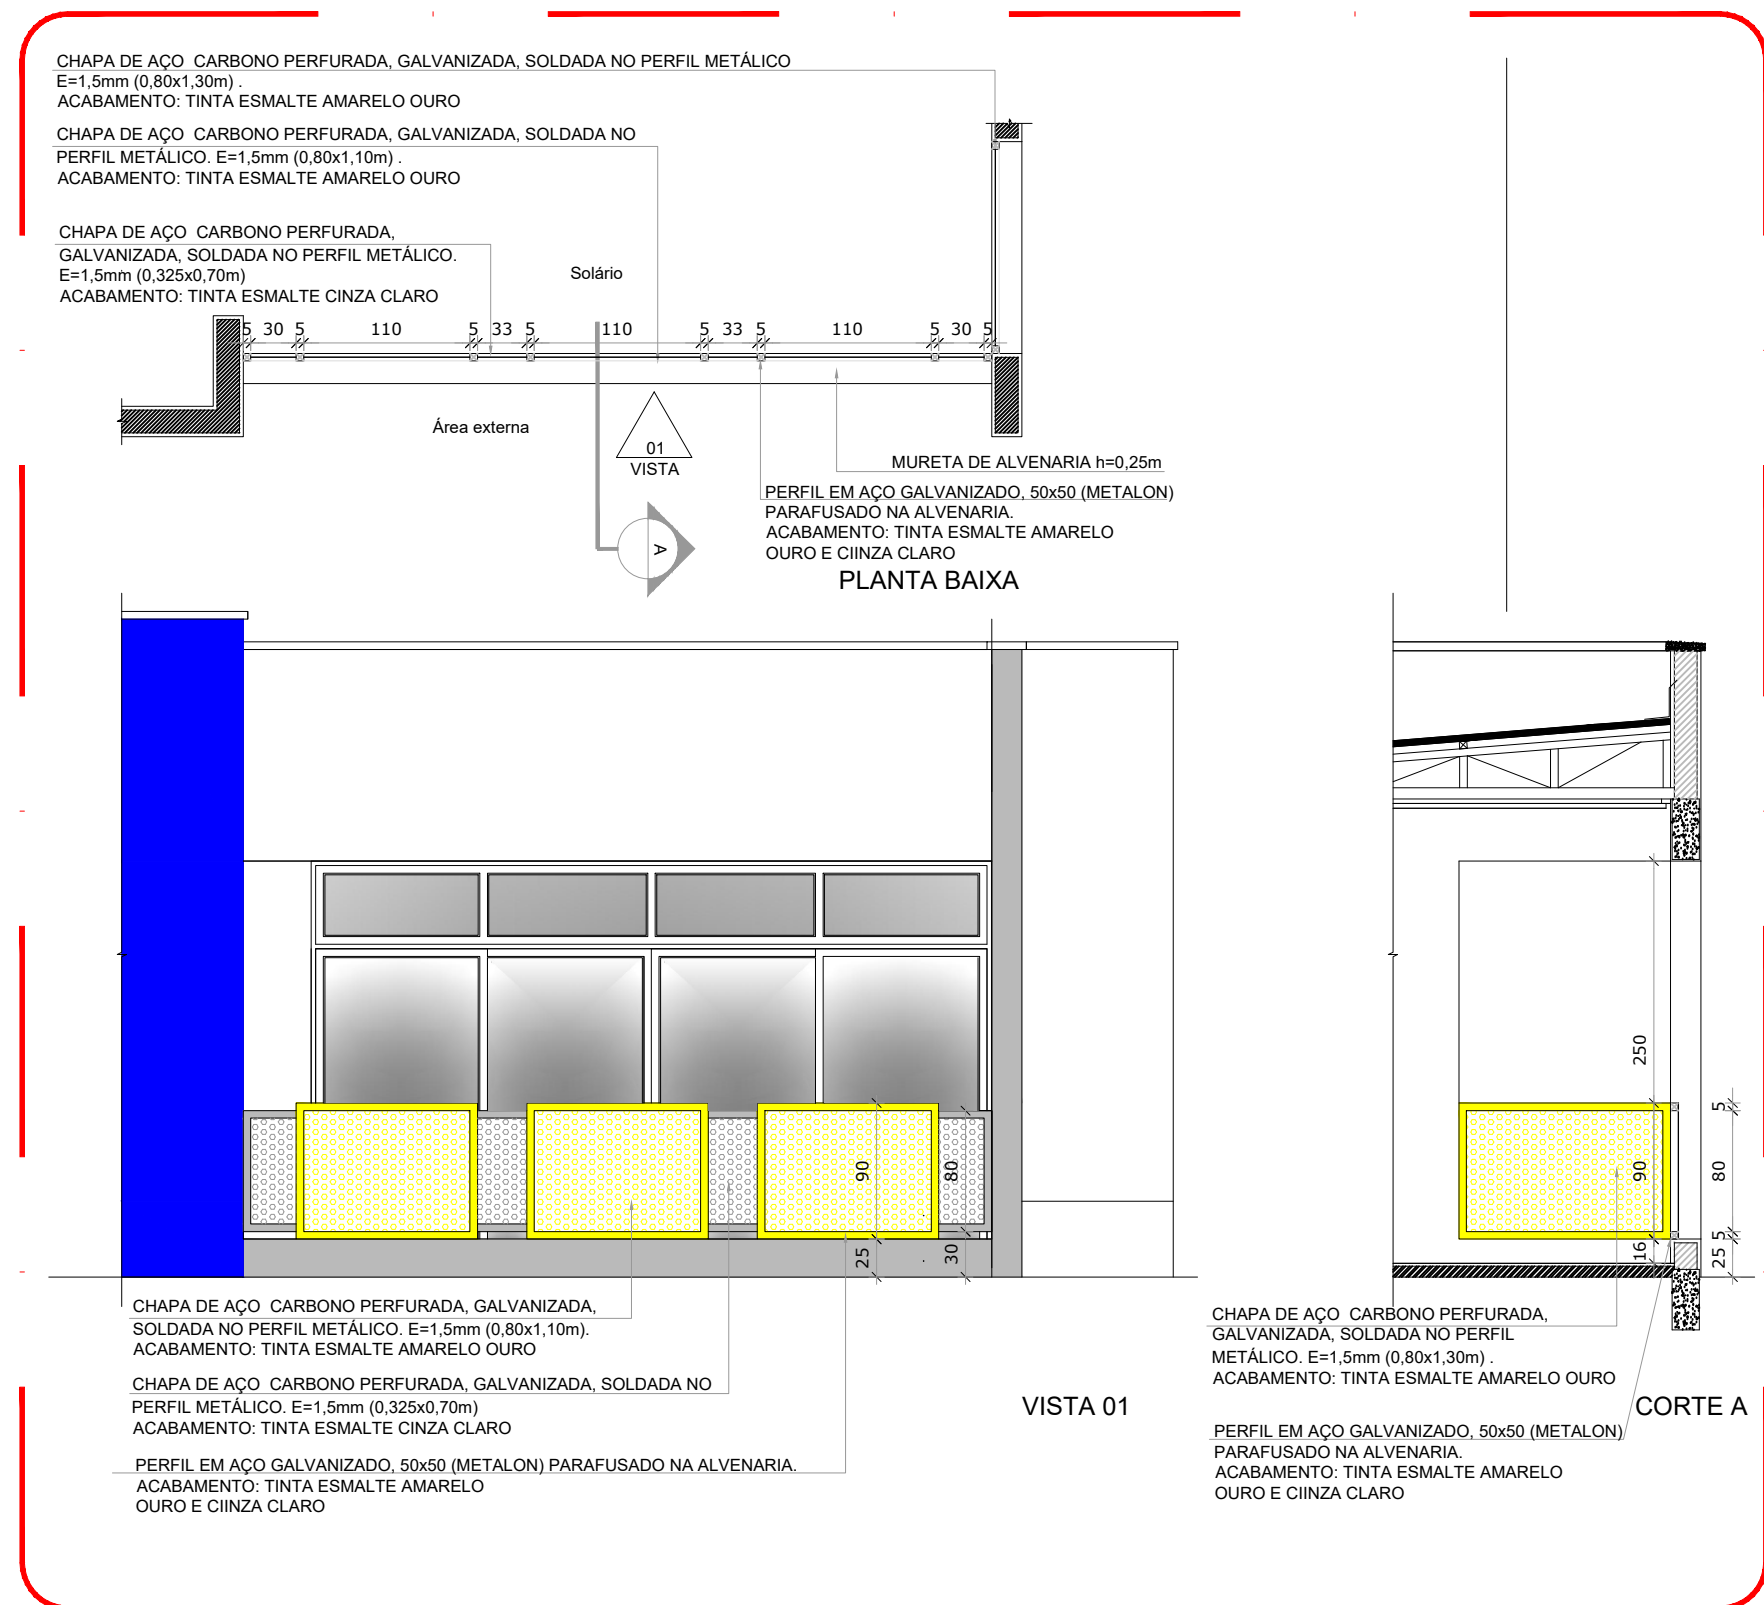 CHAPA DE AÇO  CARBONO PERFURADA, GALVANIZADA, SOLDADA NO PERFIL METÁLICO
E=1,5mm (0,80x1,30m) .
ACABAMENTO: TINTA ESMALTE AMARELO OURO
CHAPA DE AÇO  CARBONO PERFURADA, GALVANIZADA, SOLDADA NO
PERFIL METÁLICO. E=1,5mm (0,80x1,10m) .
ACABAMENTO: TINTA ESMALTE AMARELO OURO
CHAPA DE AÇO  CARBONO PERFURADA,
GALVANIZADA, SOLDADA NO PERFIL METÁLICO.
E=1,5mm (0,325x0,70m)
ACABAMENTO: TINTA ESMALTE CINZA CLARO
Solário
5 30 5 110 5 33 5 110 5 33 5 110 5 30 5
Área externa
01
VISTA
A
MURETA DE ALVENARIA h=0,25m
PERFIL EM AÇO GALVANIZADO, 50x50 (METALON)
PARAFUSADO NA ALVENARIA.
ACABAMENTO: TINTA ESMALTE AMARELO
OURO E CIINZA CLARO
PLANTA BAIXA
90
80
25
30
CHAPA DE AÇO  CARBONO PERFURADA, GALVANIZADA,
SOLDADA NO PERFIL METÁLICO. E=1,5mm (0,80x1,10m).
ACABAMENTO: TINTA ESMALTE AMARELO OURO
CHAPA DE AÇO  CARBONO PERFURADA, GALVANIZADA, SOLDADA NO
PERFIL METÁLICO. E=1,5mm (0,325x0,70m)
ACABAMENTO: TINTA ESMALTE CINZA CLARO
PERFIL EM AÇO GALVANIZADO, 50x50 (METALON) PARAFUSADO NA ALVENARIA.
ACABAMENTO: TINTA ESMALTE AMARELO
OURO E CIINZA CLARO
VISTA 01
250
5
90
80
5
16
25
CHAPA DE AÇO  CARBONO PERFURADA,
GALVANIZADA, SOLDADA NO PERFIL
METÁLICO. E=1,5mm (0,80x1,30m) .
ACABAMENTO: TINTA ESMALTE AMARELO OURO
CORTE A
PERFIL EM AÇO GALVANIZADO, 50x50 (METALON)
PARAFUSADO NA ALVENARIA.
ACABAMENTO: TINTA ESMALTE AMARELO
OURO E CIINZA CLARO